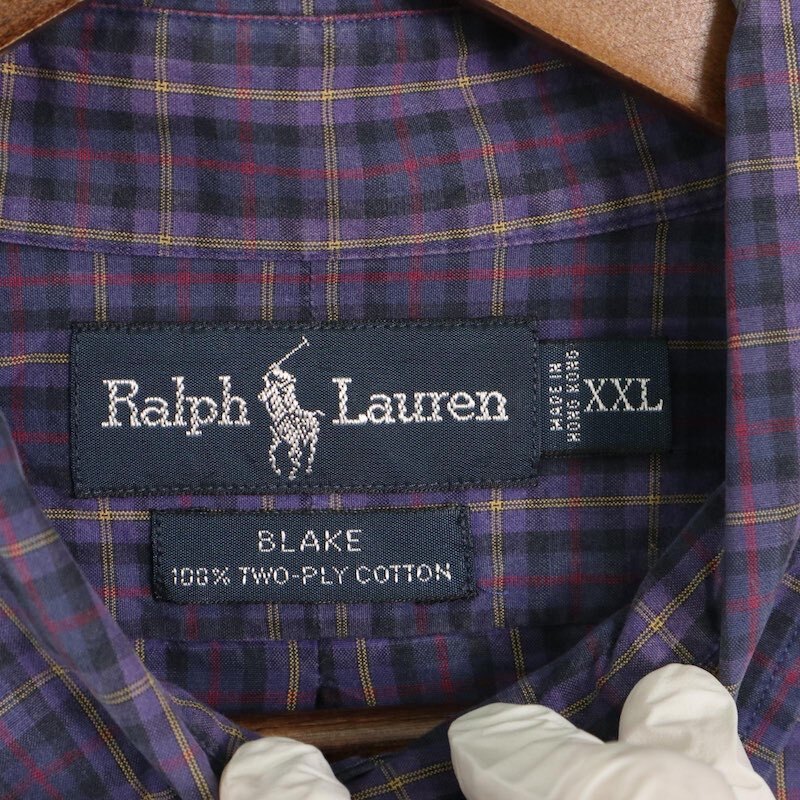 Ralph Lauren
MADE IN
HONG KONG
XXL
BLAKE
100% TWO-PLY COTTON